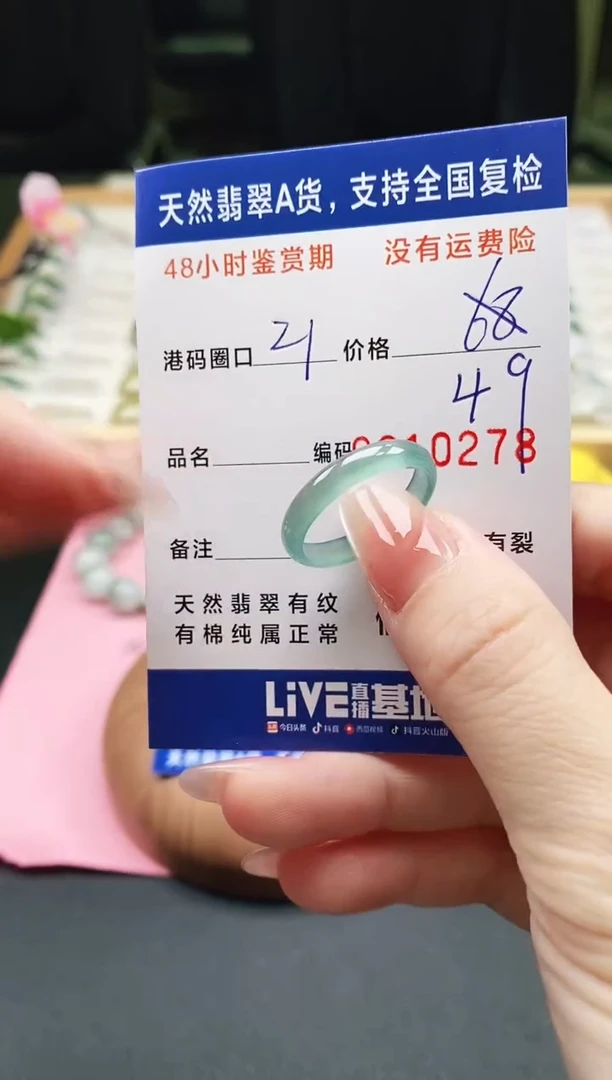 天然翡翠A货，支持全国复检
48小时鉴赏期 没有运费险
港码圈口 21 价格 68
49
品名 编码 10278
备注 有裂
天然翡翠有纹
有棉纯属正常
LiVE直播基地
今日头条 抖音 西瓜视频 抖音火山版